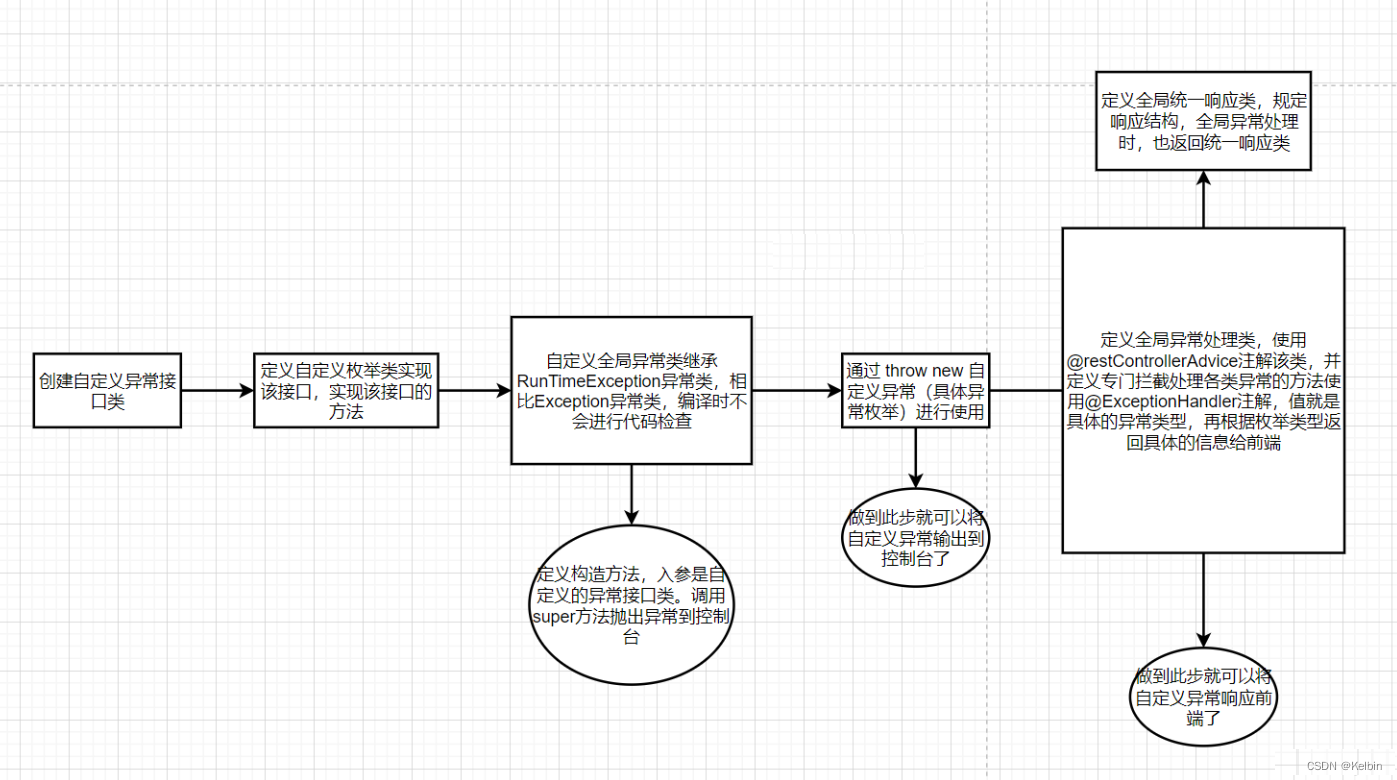 创建自定义异常接
口类
定义自定义枚举类实现
该接口，实现该接口的
方法
自定义全局异常类继承
RunTimeException异常类，相
比Exception异常类，编译时不
会进行代码检查
定义构造方法，入参是自
定义的异常接口类。调用
super方法抛出异常到控制
台
通过 throw new 自
定义异常（具体异
常枚举）进行使用
做到此步就可以将
自定义异常输出到
控制台了
定义全局统一响应类，规定
响应结构，全局异常处理
时，也返回统一响应类
定义全局异常处理类，使用
@restControllerAdvice注解该类，并
定义专门拦截处理各类异常的方法使
用@ExceptionHandler注解，值就是
具体的异常类型，再根据枚举类型返
回具体的信息给前端
做到此步就可以将
自定义异常响应前
端了
CSDN @Kelbin